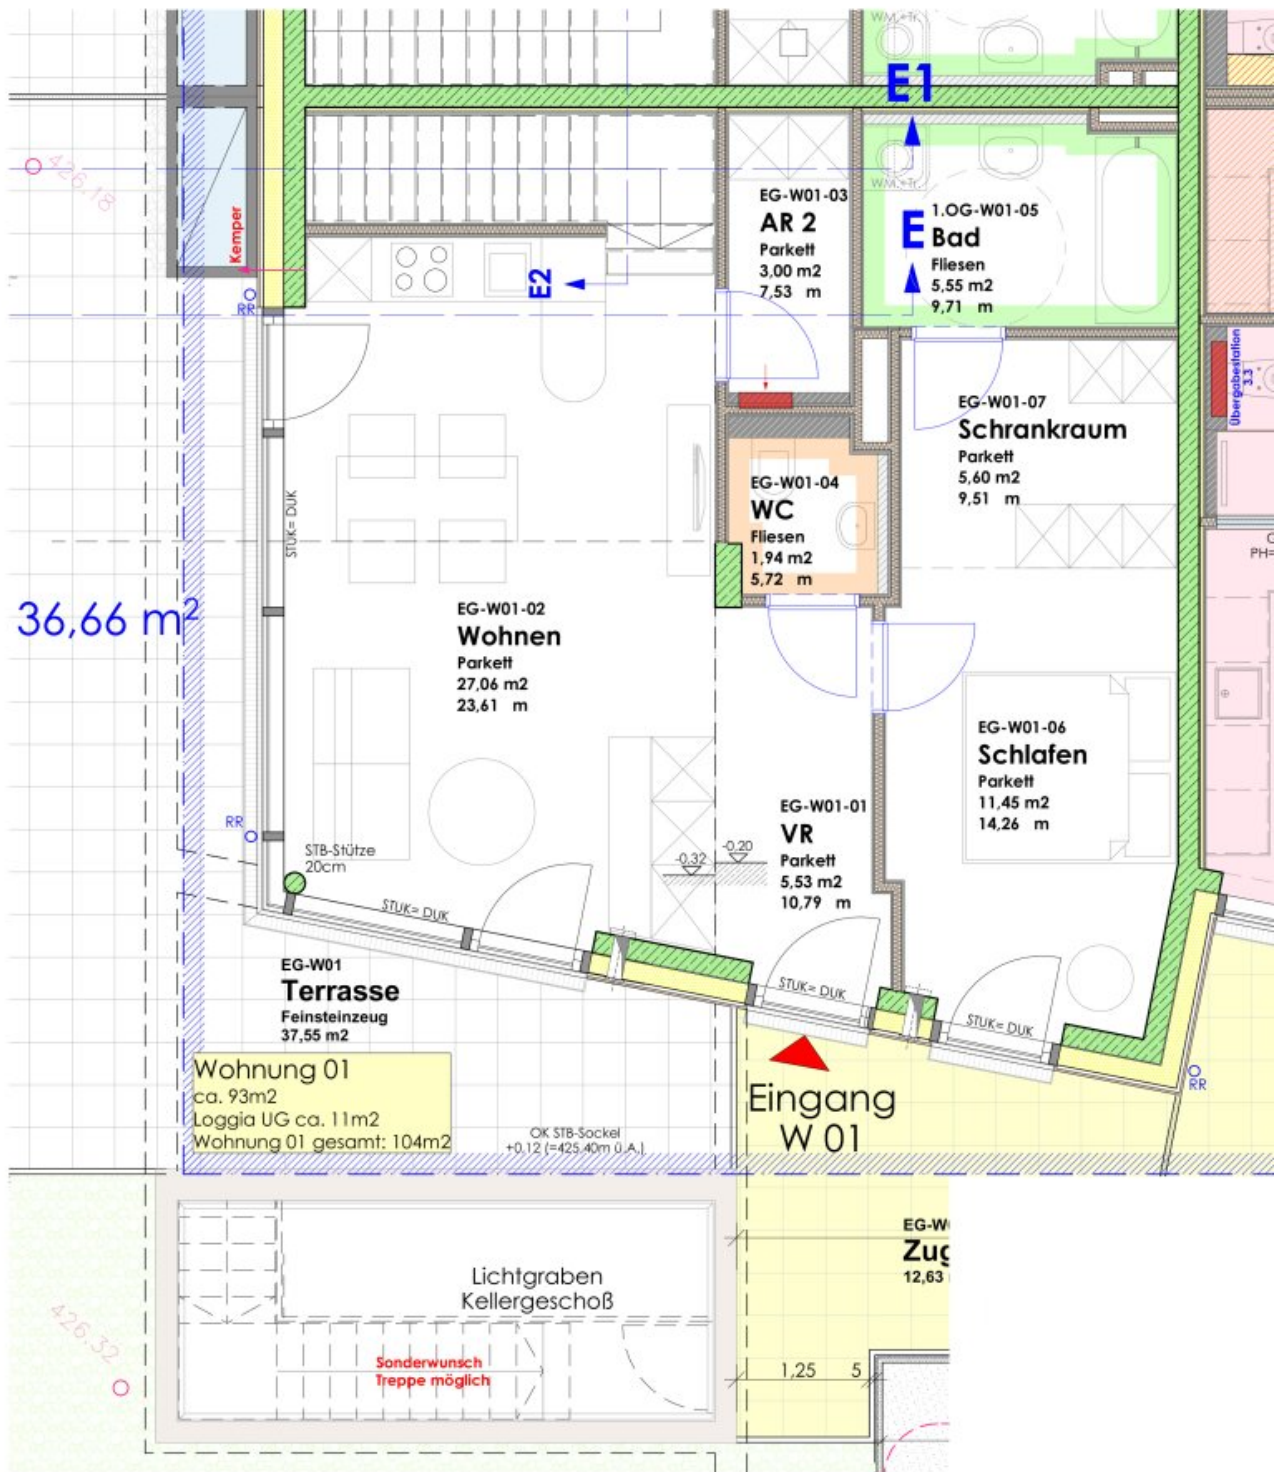 W.M.+Tr.
E1
426.18
Kemper
EG-W01-03
AR 2
Parkett
3,00 m2
7,53 m
W.M.+Tr.
1.OG-W01-05
E Bad
Fliesen
5,55 m2
9,71 m
E2
RR
Übergabestation
3.3
EG-W01-07
Schrankraum
Parkett
5,60 m2
9,51 m
EG-W01-04
WC
Fliesen
1,94 m2
5,72 m
STUK= DUK
PH=
36,66 m²
EG-W01-02
Wohnen
Parkett
27,06 m2
23,61 m
EG-W01-06
Schlafen
Parkett
11,45 m2
14,26 m
EG-W01-01
VR
Parkett
5,53 m2
10,79 m
RR
STB-Stütze
20cm
-0,32
-0,20
STUK= DUK
STUK= DUK
STUK= DUK
EG-W01
Terrasse
Feinsteinzeug
37,55 m2
RR
Wohnung 01
ca. 93m2
Loggia UG ca. 11m2
Wohnung 01 gesamt: 104m2
Eingang
W 01
OK STB-Sockel
+0,12 (=425.40m ü.A.)
EG-W
Zug
12,63
Lichtgraben
Kellergeschoß
426.32
Sonderwunsch
Treppe möglich
1,25
5